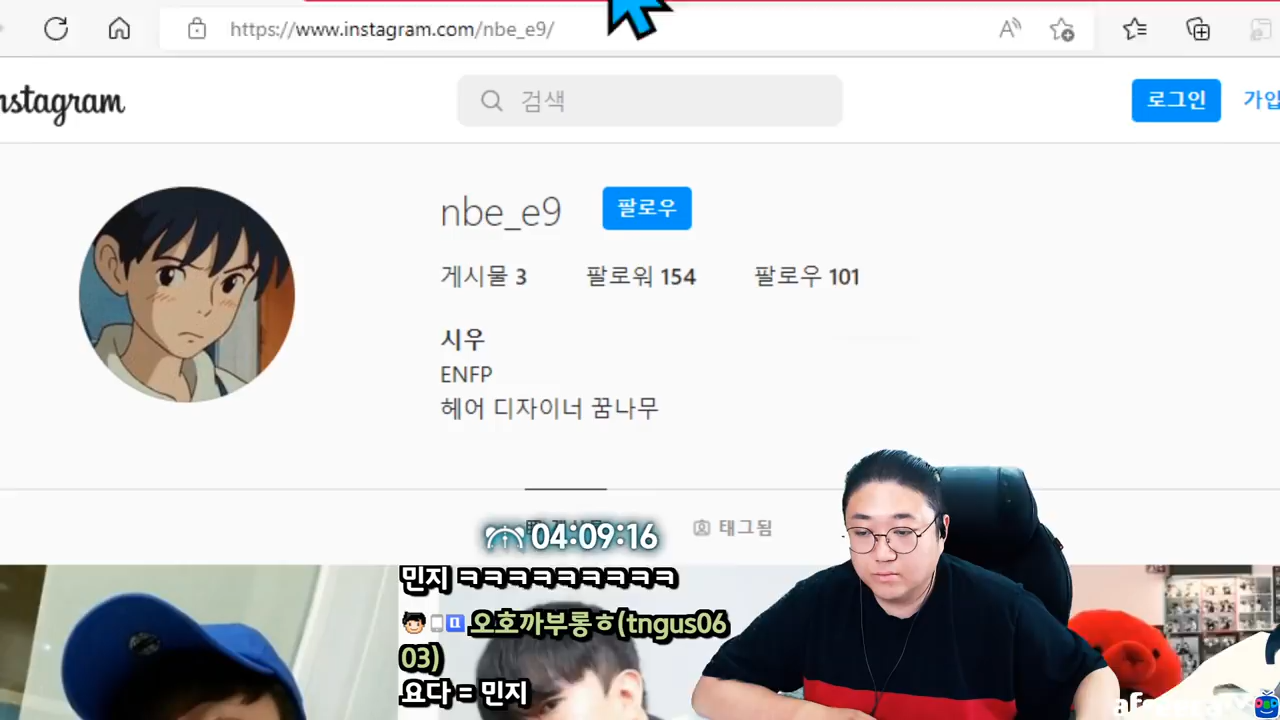 https://www.instagram.com/nbe_e9/
nstagram
검색
로그인
가입
nbe_e9
팔로우
게시물 3
팔로워 154
팔로우 101
시우
ENFP
헤어 디자이너 꿈나무
04:09:16
태그됨
민지 ㅋㅋㅋㅋㅋㅋㅋㅋㅋ
오호까부롱ㅎ(tngus06
03)
요다 = 민지